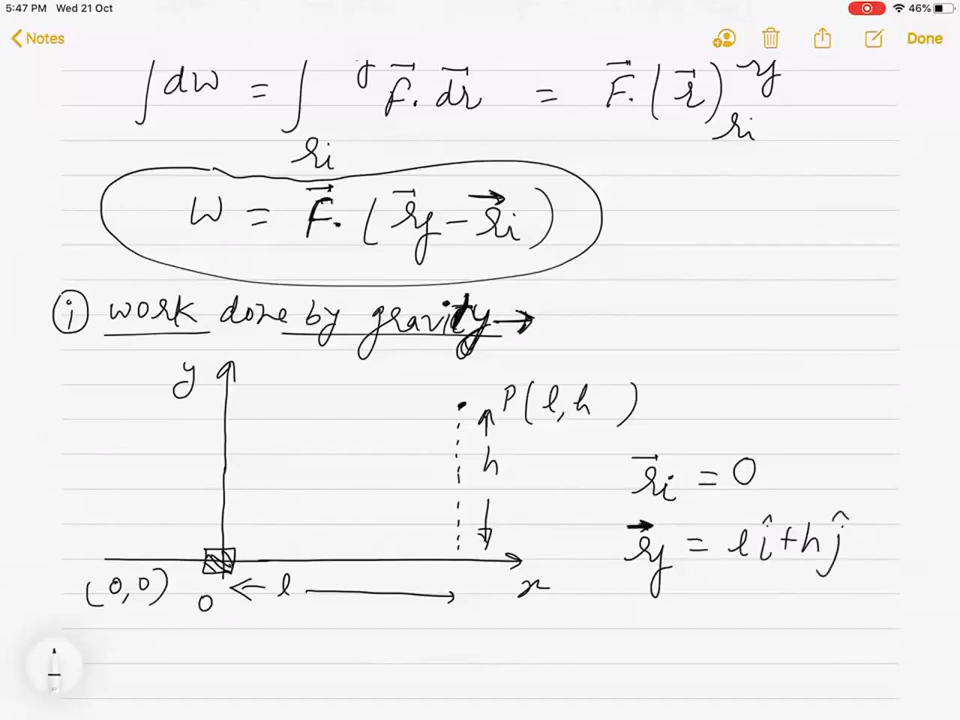 5:47 PM Wed 21 Oct 46%
Notes Done
∫dW = ∫ F⃗. dr⃗ = F⃗. (r⃗)
ri
W = F⃗. (r⃗f − r⃗i)
(i) work done by gravity →
y
P(l, h )
h
r⃗i = 0
r⃗f = l î + h ĵ
(0,0) 0 ← l → x